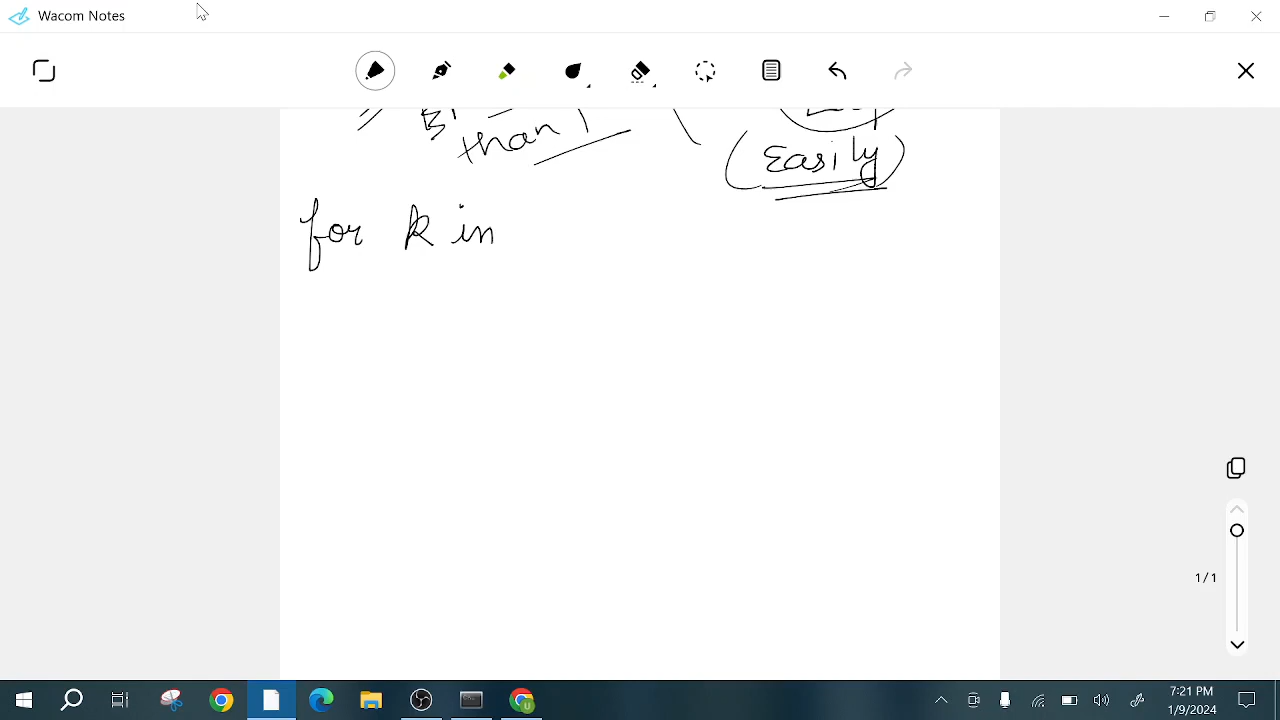 Wacom Notes
than
(Easily)
for k in
1/1
7:21 PM
1/9/2024